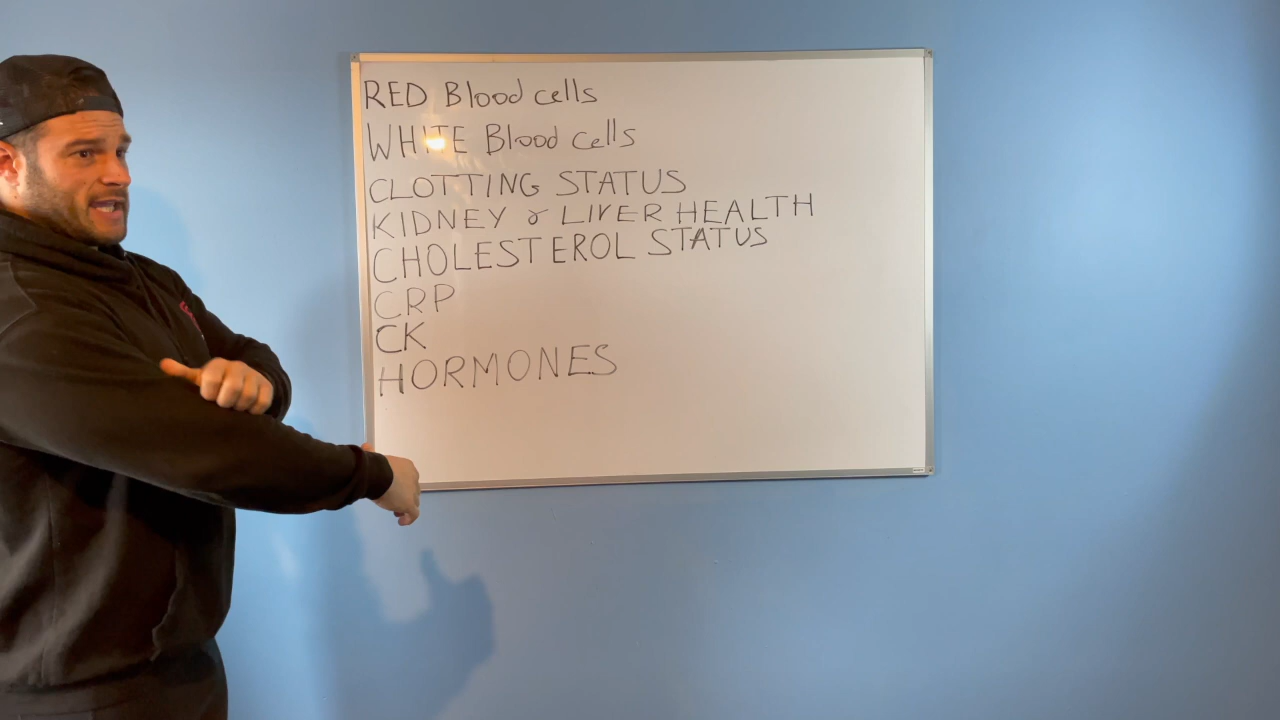 RED Blood cells
WHITE Blood cells
CLOTTING STATUS
KIDNEY & LIVER HEALTH
CHOLESTEROL STATUS
CRP
CK
HORMONES